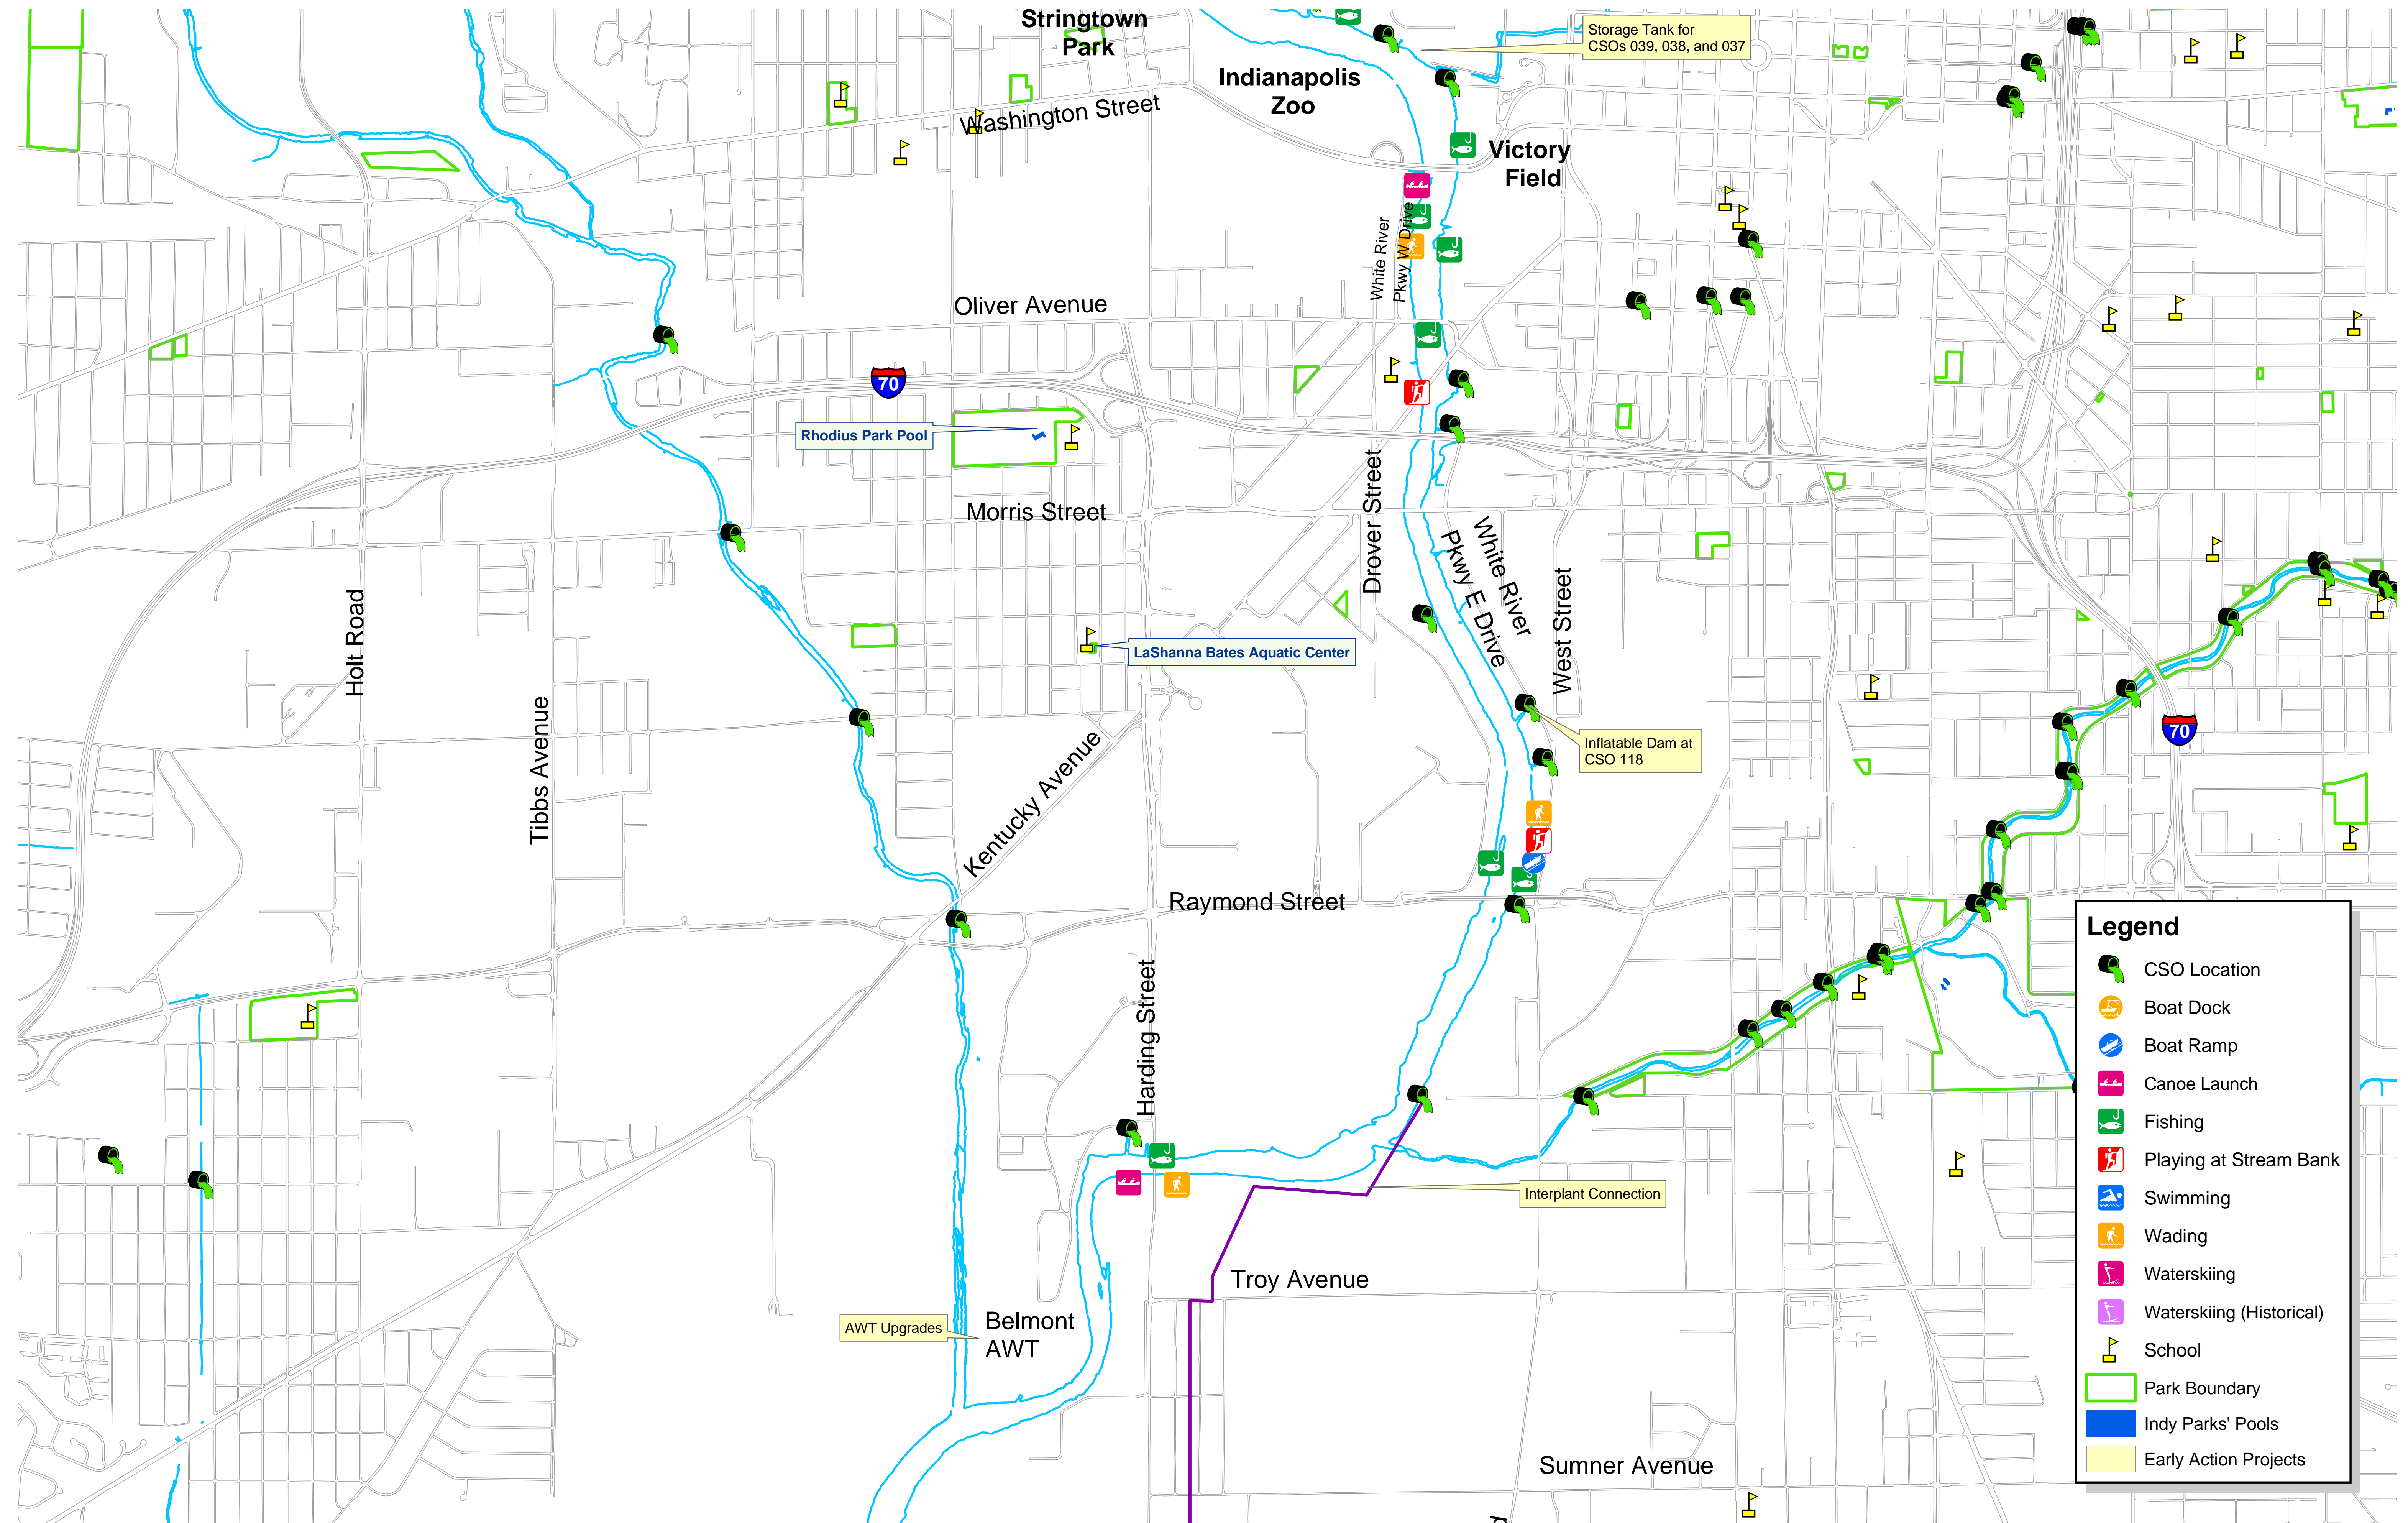 Stringtown
Park
Storage Tank for
CSOs 039, 038, and 037
Indianapolis
Zoo
Washington Street
Victory
Field
White River
Pkwy W Drive
Oliver Avenue
70
Rhodius Park Pool
Morris Street
Drover Street
White River
Pkwy E Drive
West Street
Holt Road
LaShanna Bates Aquatic Center
Tibbs Avenue
Inflatable Dam at
CSO 118
70
Kentucky Avenue
Raymond Street
Harding Street
Interplant Connection
Troy Avenue
AWT Upgrades
Belmont
AWT
Sumner Avenue
Legend
CSO Location
Boat Dock
Boat Ramp
Canoe Launch
Fishing
Playing at Stream Bank
Swimming
Wading
Waterskiing
Waterskiing (Historical)
School
Park Boundary
Indy Parks' Pools
Early Action Projects